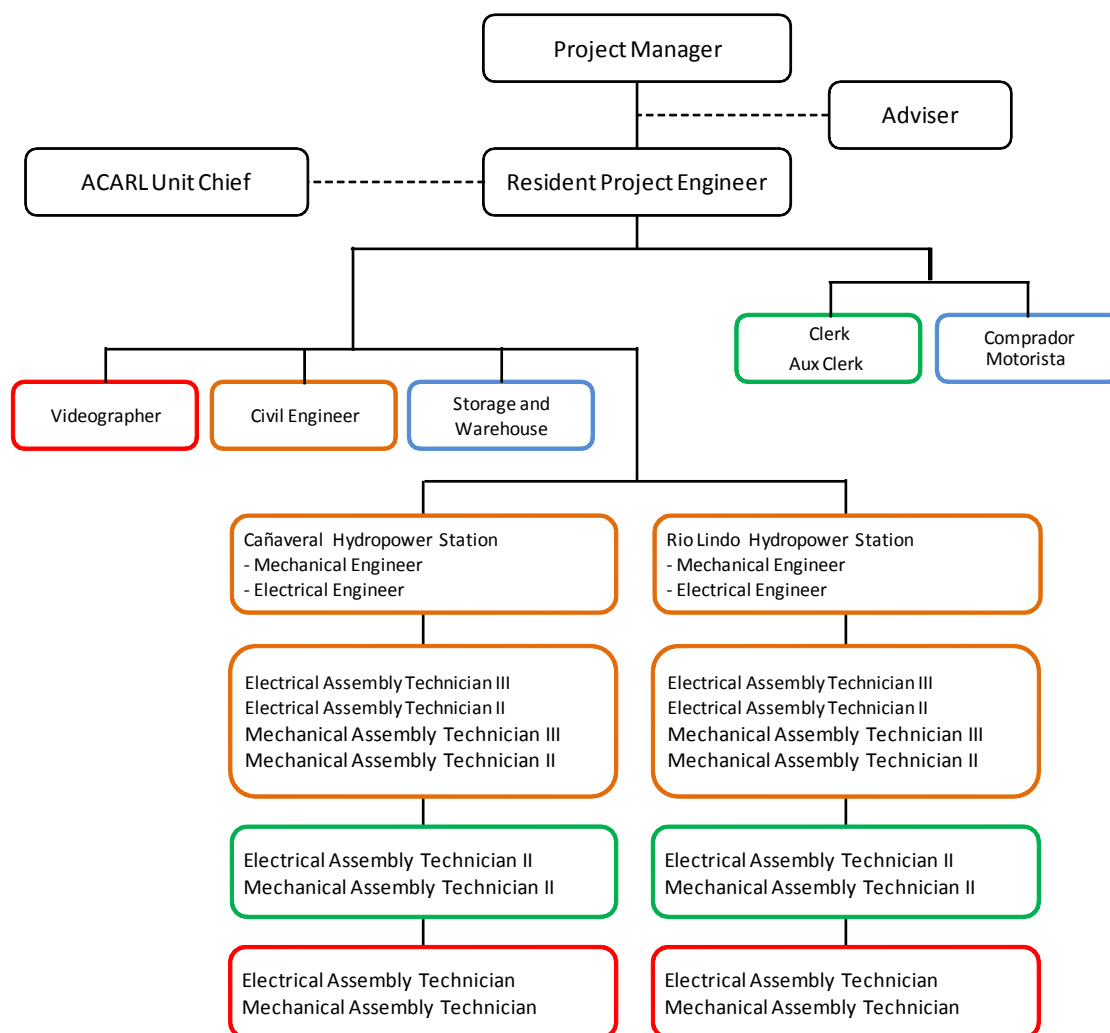 Project Manager
Adviser
ACARL Unit Chief
Resident Project Engineer
Clerk
Aux Clerk
Comprador
Motorista
Videographer
Civil Engineer
Storage and
Warehouse
Cañaveral Hydropower Station
- Mechanical Engineer
- Electrical Engineer
Rio Lindo Hydropower Station
- Mechanical Engineer
- Electrical Engineer
Electrical Assembly Technician III
Electrical Assembly Technician II
Mechanical Assembly Technician III
Mechanical Assembly Technician II
Electrical Assembly Technician III
Electrical Assembly Technician II
Mechanical Assembly Technician III
Mechanical Assembly Technician II
Electrical Assembly Technician II
Mechanical Assembly Technician II
Electrical Assembly Technician II
Mechanical Assembly Technician II
Electrical Assembly Technician
Mechanical Assembly Technician
Electrical Assembly Technician
Mechanical Assembly Technician